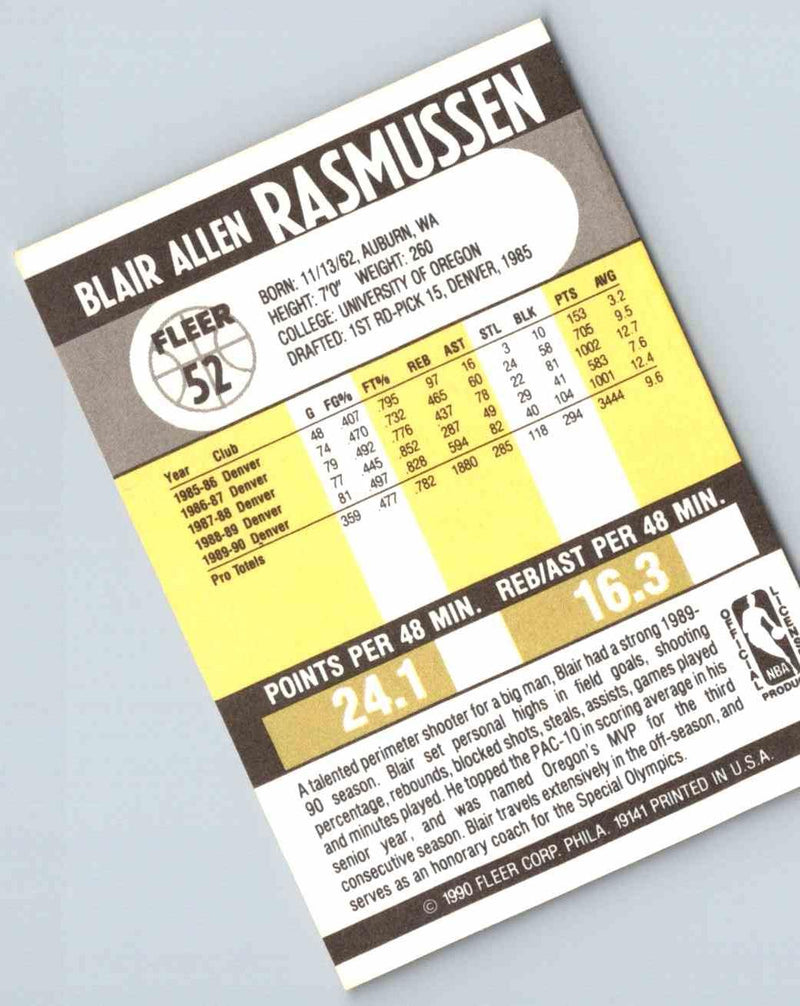 BLAIR ALLEN RASMUSSEN
FLEER
52
BORN: 11/13/62, AUBURN, WA
HEIGHT: 7'0" WEIGHT: 260
COLLEGE: UNIVERSITY OF OREGON
DRAFTED: 1ST RD-PICK 15, DENVER, 1985
Year Club G FG% FT% REB AST STL BLK PTS AVG
1985-86 Denver 48 .407 .795 97 16 3 10 153 3.2
1986-87 Denver 74 .470 .732 465 60 24 58 705 9.5
1987-88 Denver 79 .492 .776 437 78 22 81 1002 12.7
1988-89 Denver 77 .445 .852 287 49 29 41 583 7.6
1989-90 Denver 81 .497 .828 594 82 40 104 1001 12.4
Pro Totals 359 .477 .782 1880 285 118 294 3444 9.6
POINTS PER 48 MIN. REB/AST PER 48 MIN.
24.1 16.3
A talented perimeter shooter for a big man, Blair had a strong 1989-
90 season. Blair set personal highs in field goals, shooting
percentage, rebounds, blocked shots, steals, assists, games played
and minutes played. He topped the PAC-10 in scoring average in his
senior year, and was named Oregon's MVP for the third
consecutive season. Blair travels extensively in the off-season, and
serves as an honorary coach for the Special Olympics.
OFFICIAL
NBA
PRODU
© 1990 FLEER CORP. PHILA. 19141 PRINTED IN U.S.A.